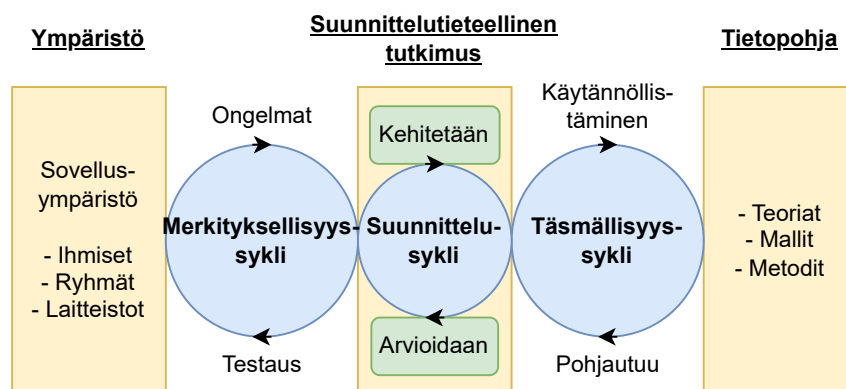 Ympäristö
Suunnittelutieteellinen
tutkimus
Tietopohja
Sovellus-
ympäristö
- Ihmiset
- Ryhmät
- Laitteistot
Ongelmat
Merkityksellisyys-
sykli
Testaus
Kehitetään
Suunnittelu-
sykli
Arvioidaan
Käytännöllis-
täminen
Täsmällisyys-
sykli
Pohjautuu
- Teoriat
- Mallit
- Metodit